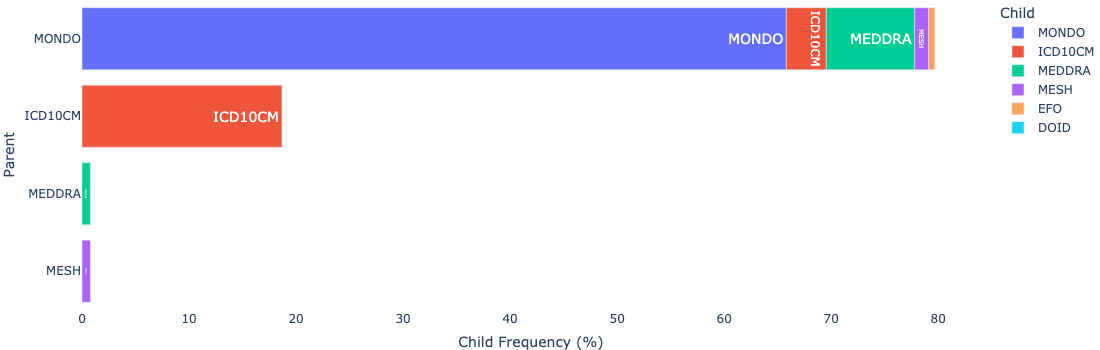 Child
MONDO
ICD10CM
MEDDRA
MESH
EFO
DOID
Parent
MONDO
MONDO
ICD10CM
MEDDRA
MESH
ICD10CM
ICD10CM
MEDDRA
MESH
0 10 20 30 40 50 60 70 80
Child Frequency (%)